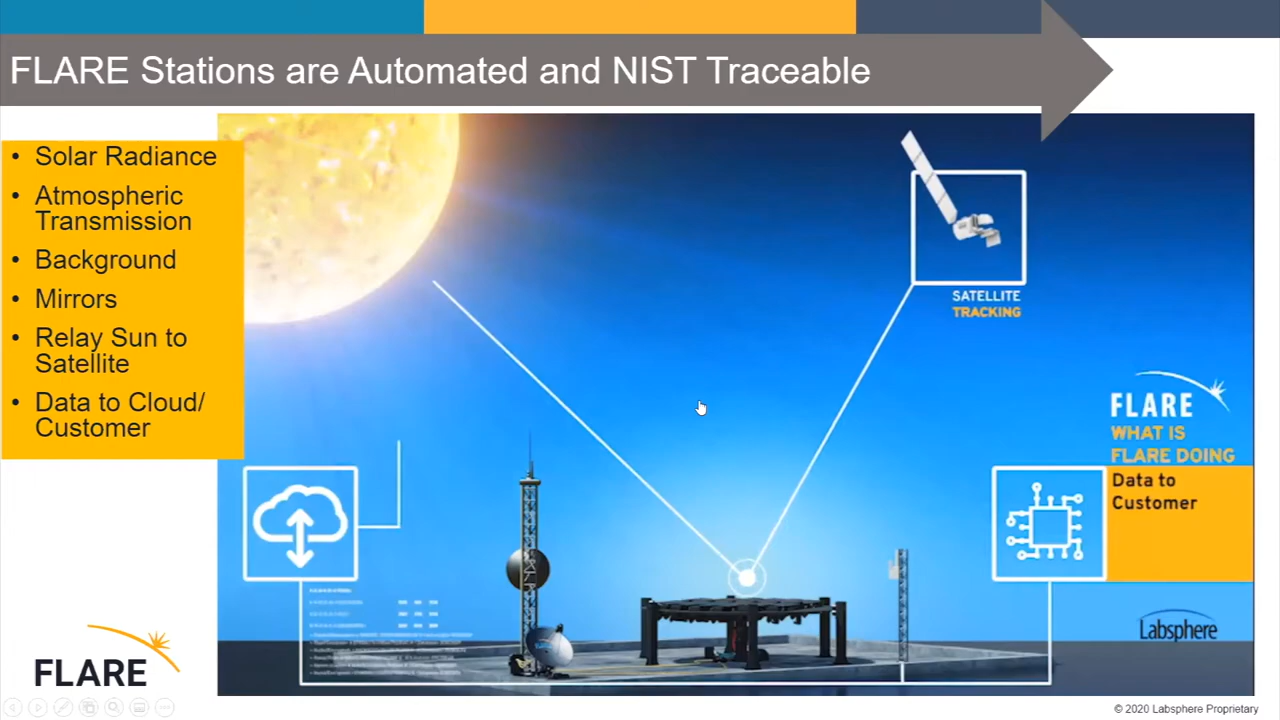 FLARE Stations are Automated and NIST Traceable
• Solar Radiance
• Atmospheric
Transmission
• Background
• Mirrors
• Relay Sun to
Satellite
• Data to Cloud/
Customer
SATELLITE
TRACKING
FLARE
WHAT IS
FLARE DOING
Data to
Customer
Labsphere
FLARE
© 2020 Labsphere Proprietary